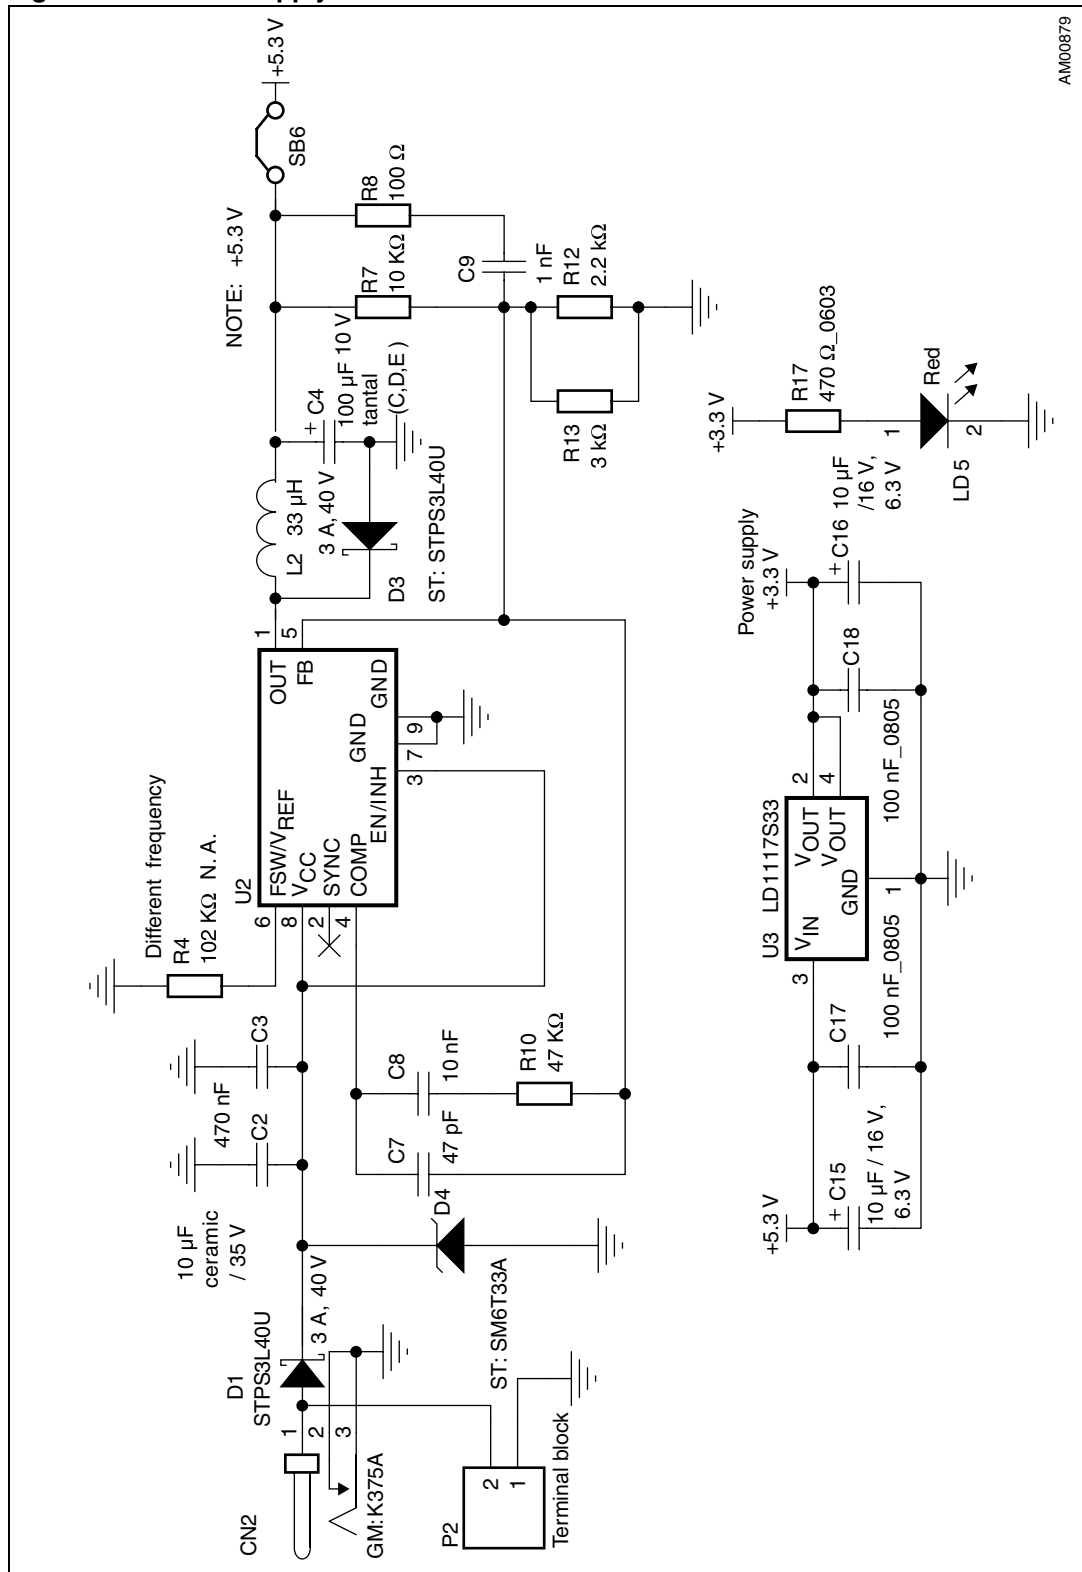 AM00879
CN2
GM: K375A
1
2
3
D1
STPS3L40U
3 A, 40 V
P2
2
1
Terminal block
ST: SM6T33A
D4
10 µF
ceramic
/ 35 V
C2
470 nF
C3
C7
47 pF
C8
10 nF
R10
47 KΩ
Different frequency
R4
102 KΩ N. A.
U2
6
8
2
4
FSW/VREF
VCC
SYNC
COMP
EN/INH
GND
GND
OUT
FB
3
7
9
1
5
L2 33 µH
3 A, 40 V
D3
ST: STPS3L40U
+ C4
100 µF 10 V
tantal
(C,D,E )
NOTE: +5.3 V
R7
10 KΩ
R8
100 Ω
SB6
+5.3 V
C9
1 nF
R12
2.2 kΩ
R13
3 kΩ
+5.3 V
+ C15
10 µF / 16 V,
6.3 V
C17
100 nF_0805
U3 LD1117S33
3
VIN
VOUT
VOUT
GND
2
4
1
C18
100 nF_0805
Power supply
+3.3 V
+ C16 10 µF
/16 V,
6.3 V
+3.3 V
R17
470 Ω_0603
1
2
Red
LD5